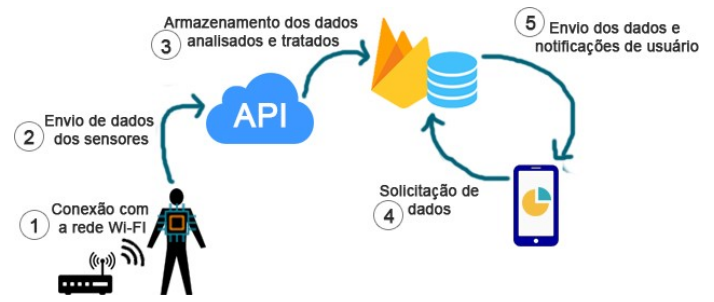 1 Conexão com
a rede Wi-FI
2 Envio de dados
dos sensores
API
3 Armazenamento dos dados
analisados e tratados
4 Solicitação de
dados
5 Envio dos dados e
notificações de usuário